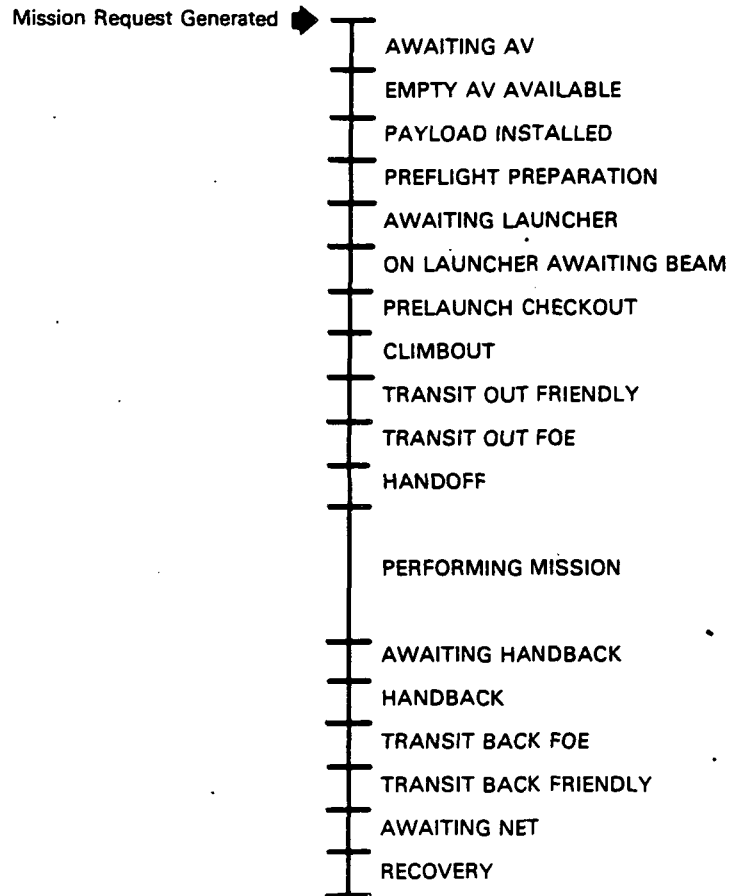 Mission Request Generated
AWAITING AV
EMPTY AV AVAILABLE
PAYLOAD INSTALLED
PREFLIGHT PREPARATION
AWAITING LAUNCHER
ON LAUNCHER AWAITING BEAM
PRELAUNCH CHECKOUT
CLIMBOUT
TRANSIT OUT FRIENDLY
TRANSIT OUT FOE
HANDOFF
PERFORMING MISSION
AWAITING HANDBACK
HANDBACK
TRANSIT BACK FOE
TRANSIT BACK FRIENDLY
AWAITING NET
RECOVERY